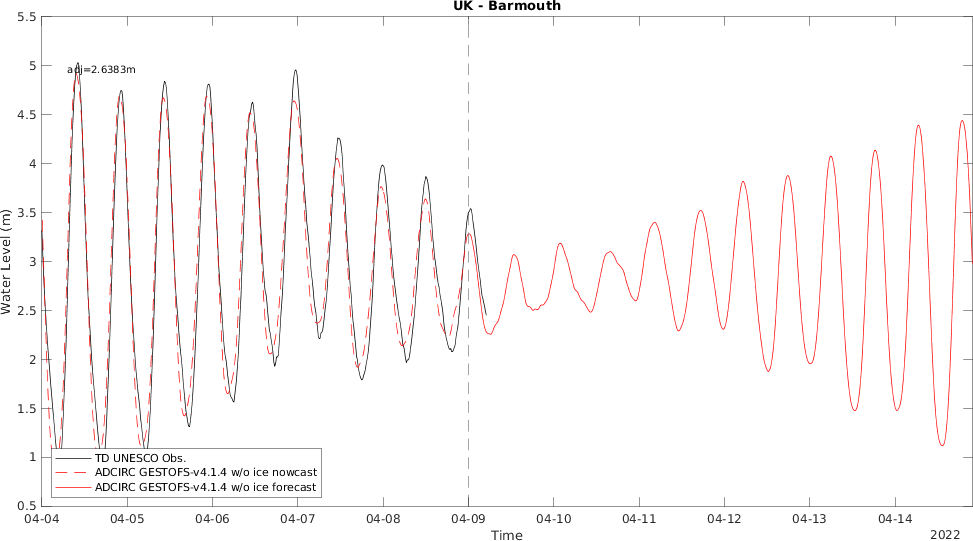 UK - Barmouth
5.5
5
4.5
4
3.5
3
2.5
2
1.5
1
0.5
Water Level (m)
adj=2.6383m
TD UNESCO Obs.
ADCIRC GESTOFS-v4.1.4 w/o ice nowcast
ADCIRC GESTOFS-v4.1.4 w/o ice forecast
04-04 04-05 04-06 04-07 04-08 04-09 04-10 04-11 04-12 04-13 04-14
Time
2022